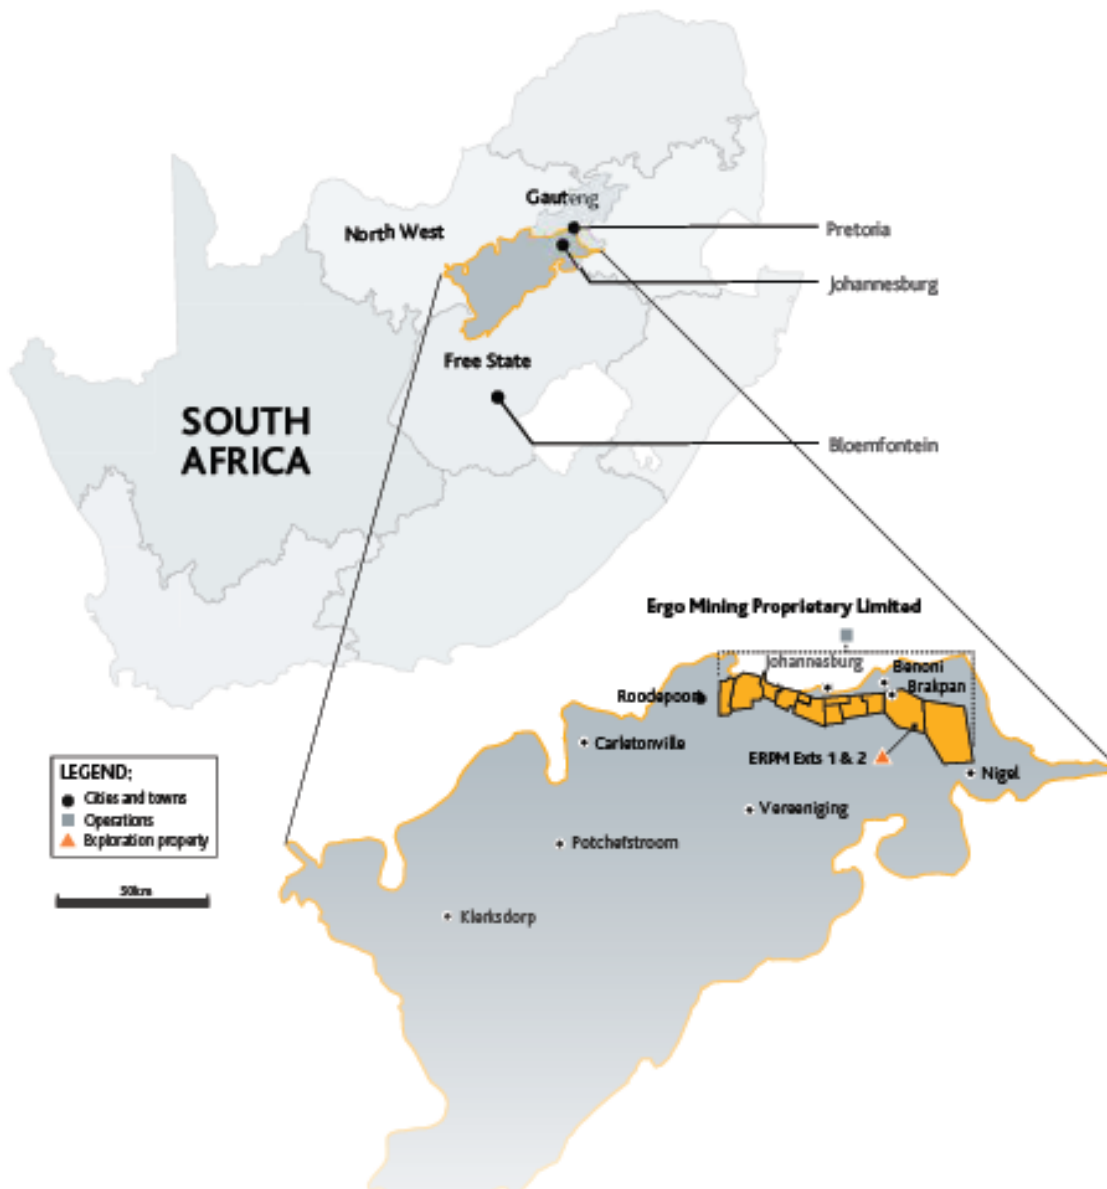 Gauteng
North West
Pretoria
Johannesburg
Free State
SOUTH
AFRICA
Bloemfontein
Ergo Mining Proprietary Limited
Johannesburg
Benoni
Brakpan
Roodepoort
Carletonville
ERPM Exts 1 & 2
Nigel
Vereeniging
Potchefstroom
Klerksdorp
LEGEND:
Cities and towns
Operations
Exploration property
50km